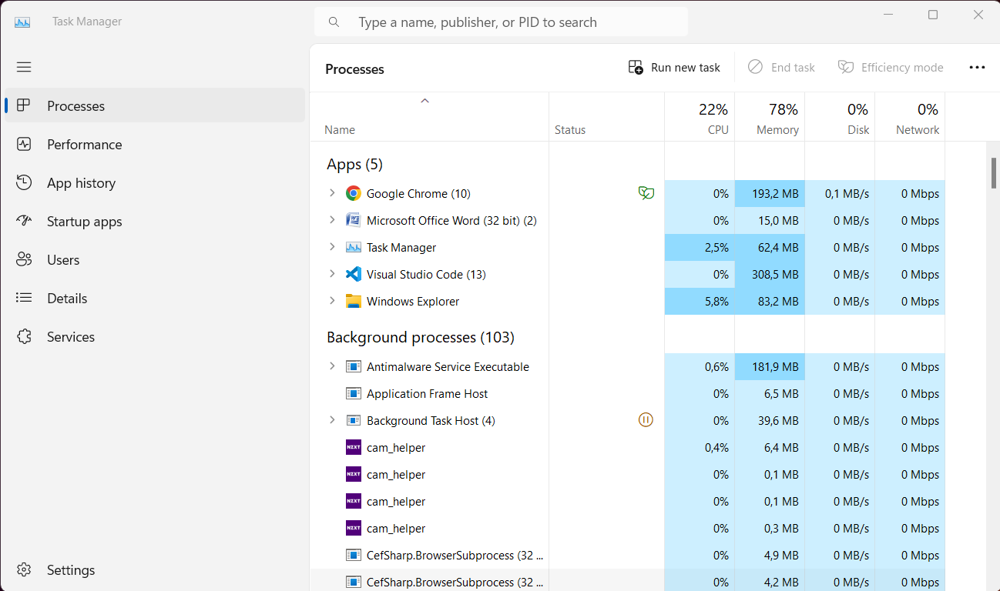 Task Manager
Type a name, publisher, or PID to search
Processes
Run new task
End task
Efficiency mode
Processes
Performance
App history
Startup apps
Users
Details
Services
Settings
22% 78% 0% 0%
Name Status CPU Memory Disk Network
Apps (5)
Google Chrome (10) 0% 193,2 MB 0,1 MB/s 0 Mbps
Microsoft Office Word (32 bit) (2) 0% 15,0 MB 0 MB/s 0 Mbps
Task Manager 2,5% 62,4 MB 0 MB/s 0 Mbps
Visual Studio Code (13) 0% 308,5 MB 0 MB/s 0 Mbps
Windows Explorer 5,8% 83,2 MB 0 MB/s 0 Mbps
Background processes (103)
Antimalware Service Executable 0,6% 181,9 MB 0 MB/s 0 Mbps
Application Frame Host 0% 6,5 MB 0 MB/s 0 Mbps
Background Task Host (4) 0% 39,6 MB 0 MB/s 0 Mbps
NZXT cam_helper 0,4% 6,4 MB 0 MB/s 0 Mbps
NZXT cam_helper 0% 0,1 MB 0 MB/s 0 Mbps
NZXT cam_helper 0% 0,1 MB 0 MB/s 0 Mbps
NZXT cam_helper 0% 0,3 MB 0 MB/s 0 Mbps
CefSharp.BrowserSubprocess (32 ... 0% 4,9 MB 0 MB/s 0 Mbps
CefSharp.BrowserSubprocess (32 ... 0% 4,2 MB 0 MB/s 0 Mbps